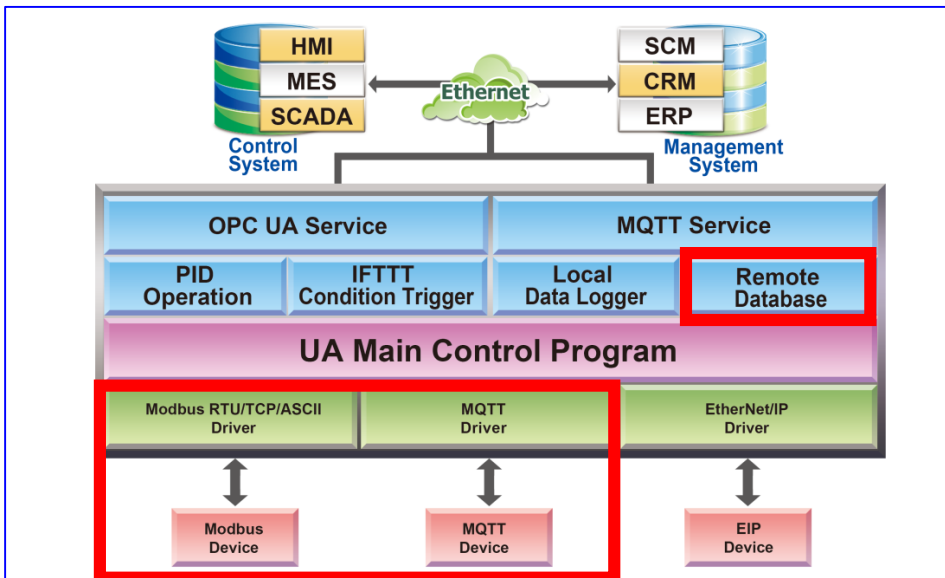 HMI
MES
SCADA
Control
System
Ethernet
SCM
CRM
ERP
Management
System
OPC UA Service
MQTT Service
PID
Operation
IFTTT
Condition Trigger
Local
Data Logger
Remote
Database
UA Main Control Program
Modbus RTU/TCP/ASCII
Driver
MQTT
Driver
EtherNet/IP
Driver
Modbus
Device
MQTT
Device
EIP
Device